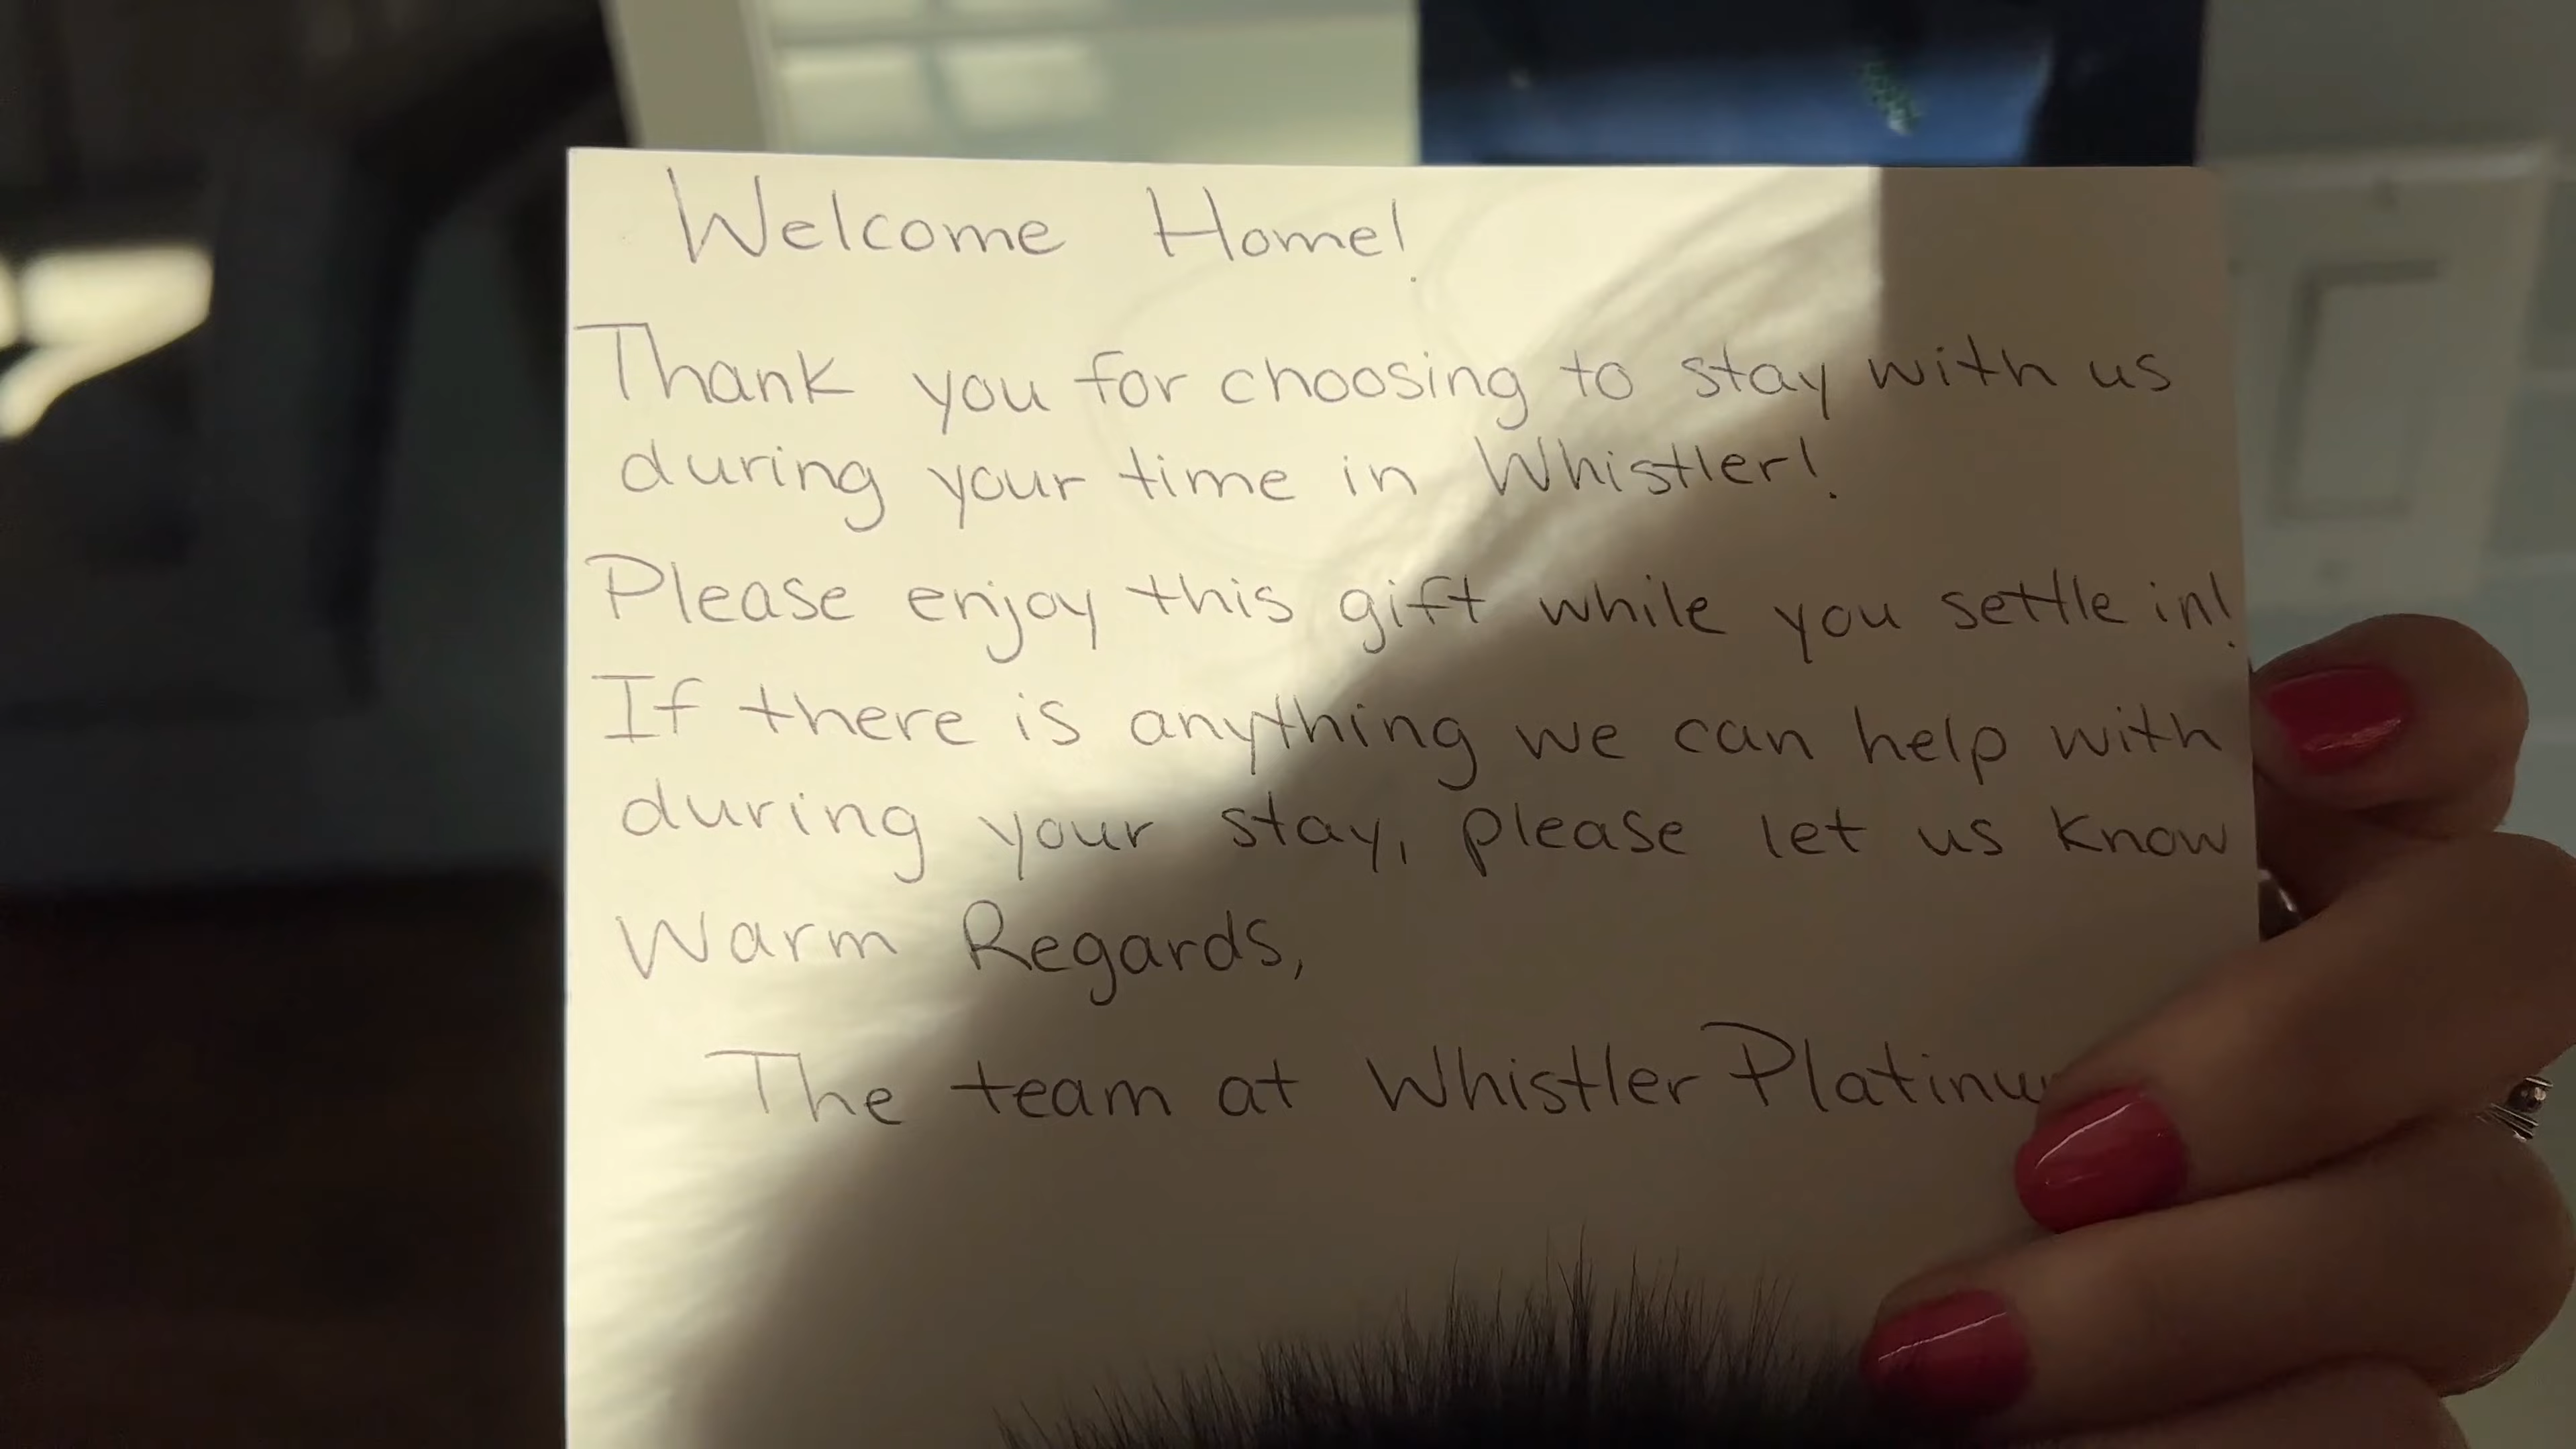 Welcome Home!
Thank you for choosing to stay with us
during your time in Whistler!
Please enjoy this gift while you settle in!
If there is anything we can help with
during your stay, please let us know
Warm Regards,
The team at Whistler Platinu